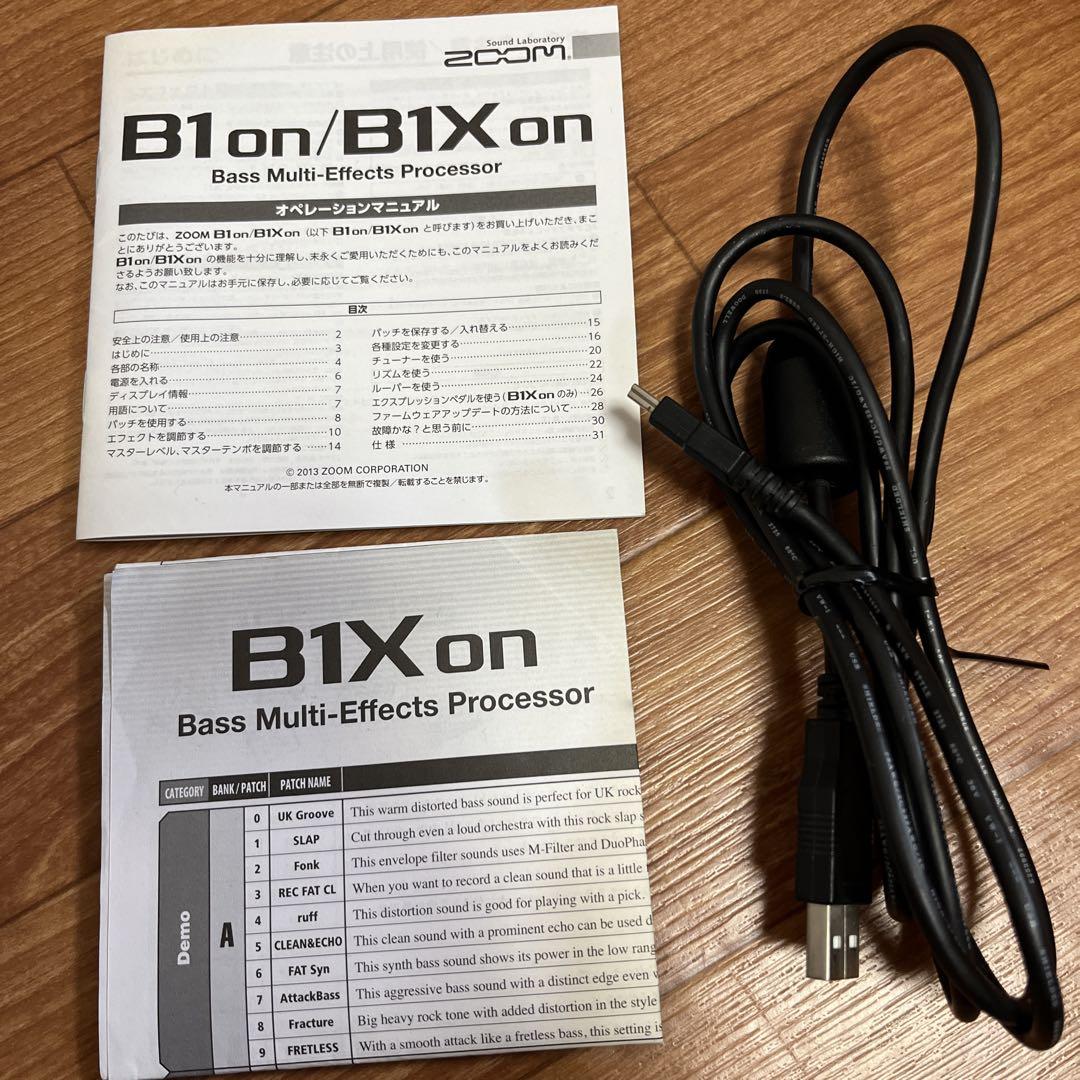 Sound Laboratory
ZOOM
B1on/B1Xon
Bass Multi-Effects Processor
オペレーションマニュアル
このたびは、ZOOM B1on/B1Xon (以下 B1on/B1Xon と呼びます)をお買い上げいただき、まこ
とにありがとうございます。
B1on/B1Xon の機能を十分に理解し、末永くご愛用いただくためにも、このマニュアルをよくお読みくだ
さるようお願い致します。
なお、このマニュアルはお手元に保存し、必要に応じてご覧ください。
目次
安全上の注意/使用上の注意 2
はじめに 3
各部の名称 4
電源を入れる 6
ディスプレイ情報 7
用語について 7
パッチを使用する 8
エフェクトを調節する 10
マスターレベル、マスターテンポを調節する 14
パッチを保存する/入れ替える 15
各種設定を変更する 16
チューナーを使う 20
リズムを使う 22
ルーパーを使う 24
エクスプレッションペダルを使う(B1Xon のみ) 26
ファームウェアアップデートの方法について 28
故障かな?と思う前に 30
仕様 31
© 2013 ZOOM CORPORATION
本マニュアルの一部または全部を無断で複製/転載することを禁じます。
B1Xon
Bass Multi-Effects Processor
CATEGORY BANK/PATCH PATCH NAME
Demo
A
0 UK Groove This warm distorted bass sound is perfect for UK rock
1 SLAP Cut through even a loud orchestra with this rock slap s
2 Fonk This envelope filter sounds uses M-Filter and DuoPha
3 REC FAT CL When you want to record a clean sound that is a little
4 ruff This distortion sound is good for playing with a pick.
5 CLEAN&ECHO This clean sound with a prominent echo can be used d
6 FAT Syn This synth bass sound shows its power in the low rang
7 AttackBass This aggressive bass sound with a distinct edge even
8 Fracture Big heavy rock tone with added distortion in the style
9 FRETLESS With a smooth attack like a fretless bass, this setting is